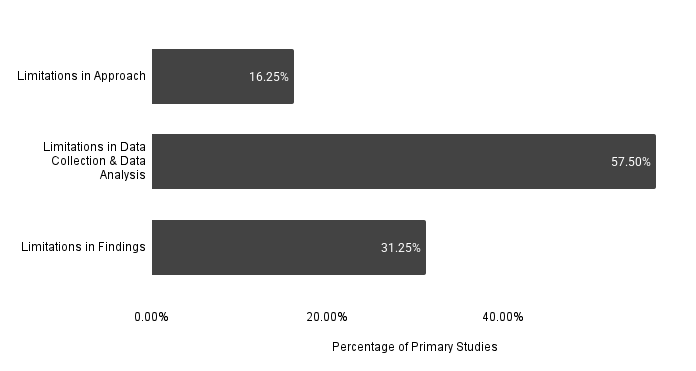 Limitations in Approach
16.25%
Limitations in Data
Collection & Data
Analysis
57.50%
Limitations in Findings
31.25%
0.00%
20.00%
40.00%
Percentage of Primary Studies